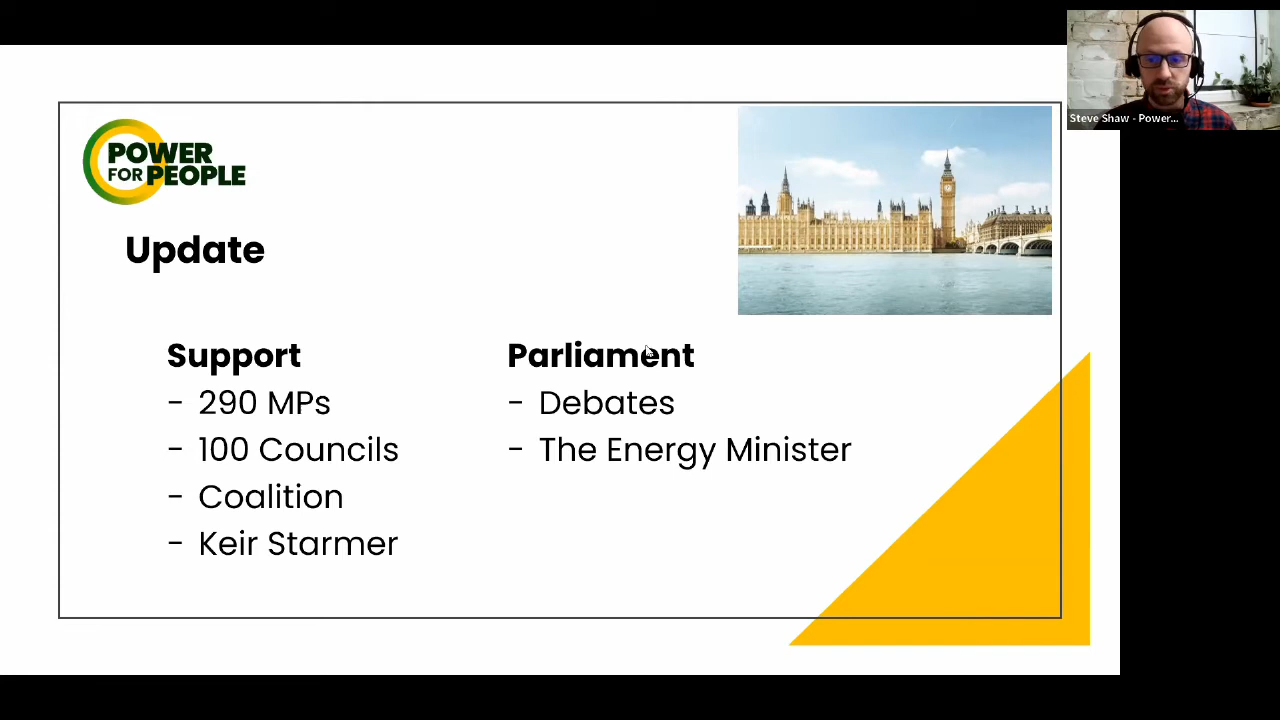 POWER
FOR PEOPLE
Update
Support
- 290 MPs
- 100 Councils
- Coalition
- Keir Starmer
Parliament
- Debates
- The Energy Minister
Steve Shaw - Power...